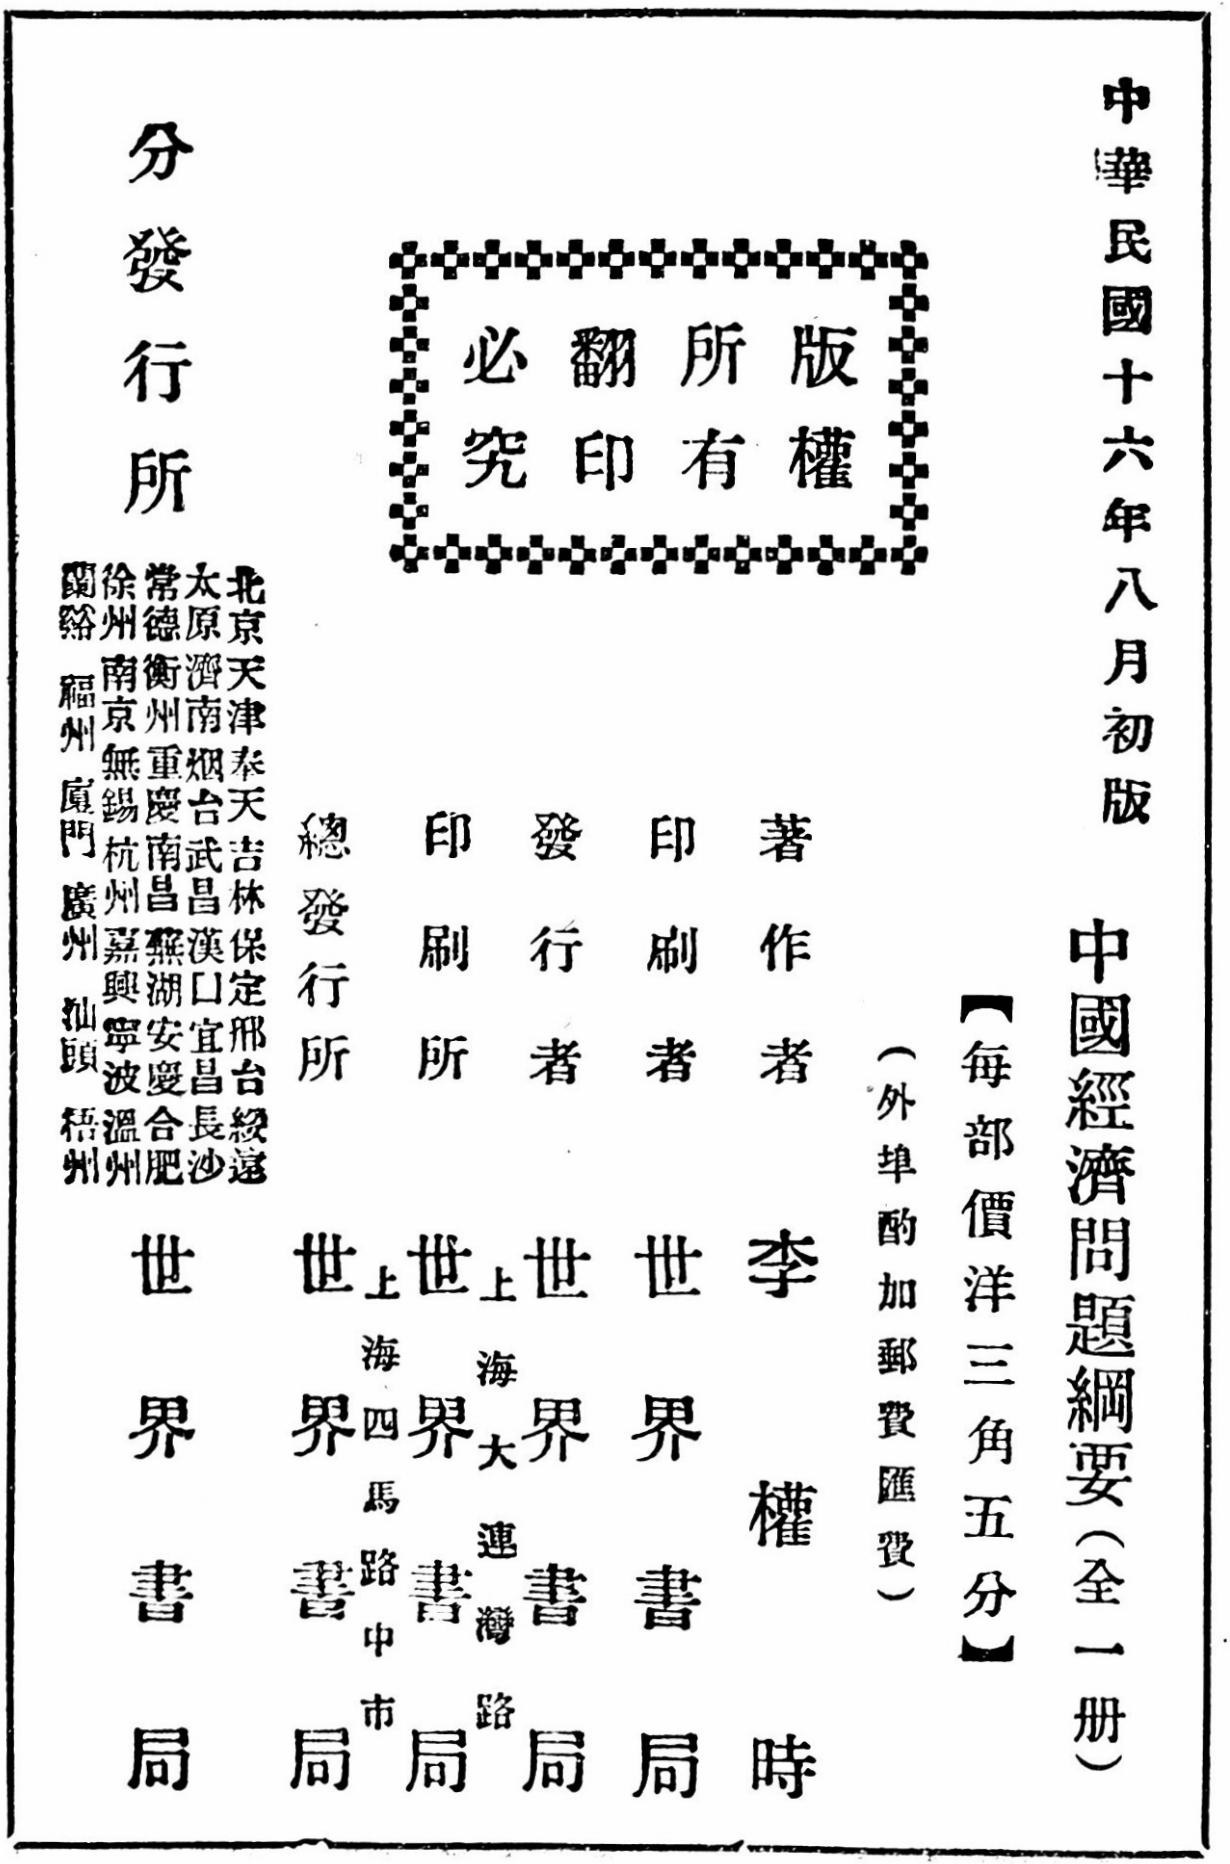 中華民國十六年八月初版
中國經濟問題綱要（全一册）
【每部價洋三角五分】
（外埠酌加郵費匯費）
版權
所有
翻印
必究
著作者 李權時
印刷者 世界書局
發行者 世界書局
上海大連灣路
印刷所 世界書局
上海四馬路中市
總發行所 世界書局
分發行所
北京天津奉天吉林保定邢台綏遠
太原濟南烟台武昌漢口宜昌長沙
常德衡州重慶南昌蕪湖安慶合肥
徐州南京無錫杭州嘉興寧波溫州
蘭谿 福州 廈門 廣州 汕頭 梧州
世界書局